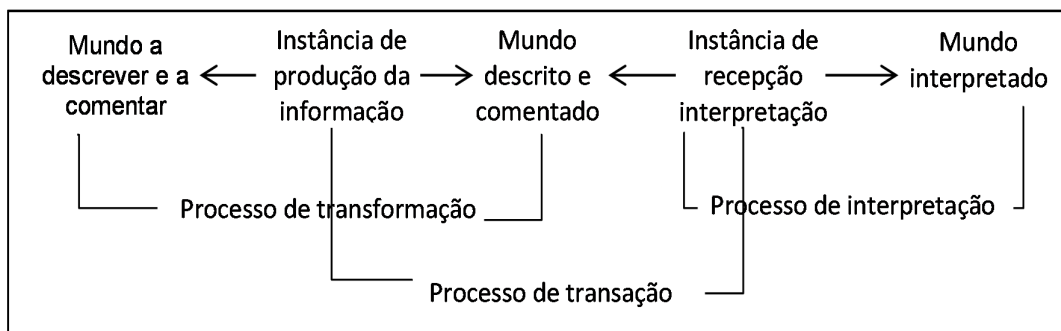 Mundo a
descrever e a
comentar
Instância de
produção da
informação
Mundo
descrito e
comentado
Instância de
recepção
interpretação
Mundo
interpretado
Processo de transformação
Processo de interpretação
Processo de transação